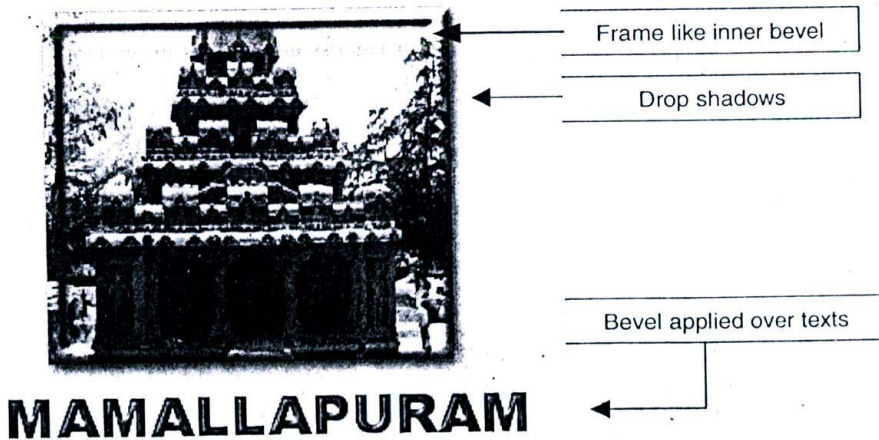 Frame like inner bevel
Drop shadows
Bevel applied over texts
MAMALLAPURAM